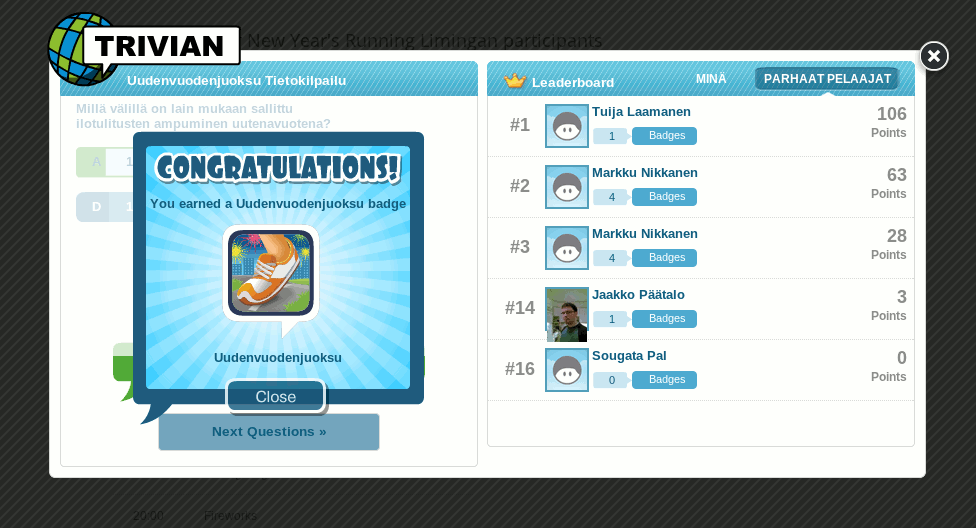 New Year's Running Limingan participants
TRIVIAN
Uudenvuodenjuoksu Tietokilpailu
Millä välillä on lain mukaan sallittu
ilotulitusten ampuminen uutenavuotena?
A 1
D 1
CONGRATULATIONS!
You earned a Uudenvuodenjuoksu badge
Uudenvuodenjuoksu
Close
Next Questions »
Leaderboard
MINÄ
PARHAAT PELAAJAT
#1
Tuija Laamanen
1 Badges
106
Points
#2
Markku Nikkanen
4 Badges
63
Points
#3
Markku Nikkanen
4 Badges
28
Points
#14
Jaakko Päätalo
1 Badges
3
Points
#16
Sougata Pal
0 Badges
0
Points
20:00 Fireworks